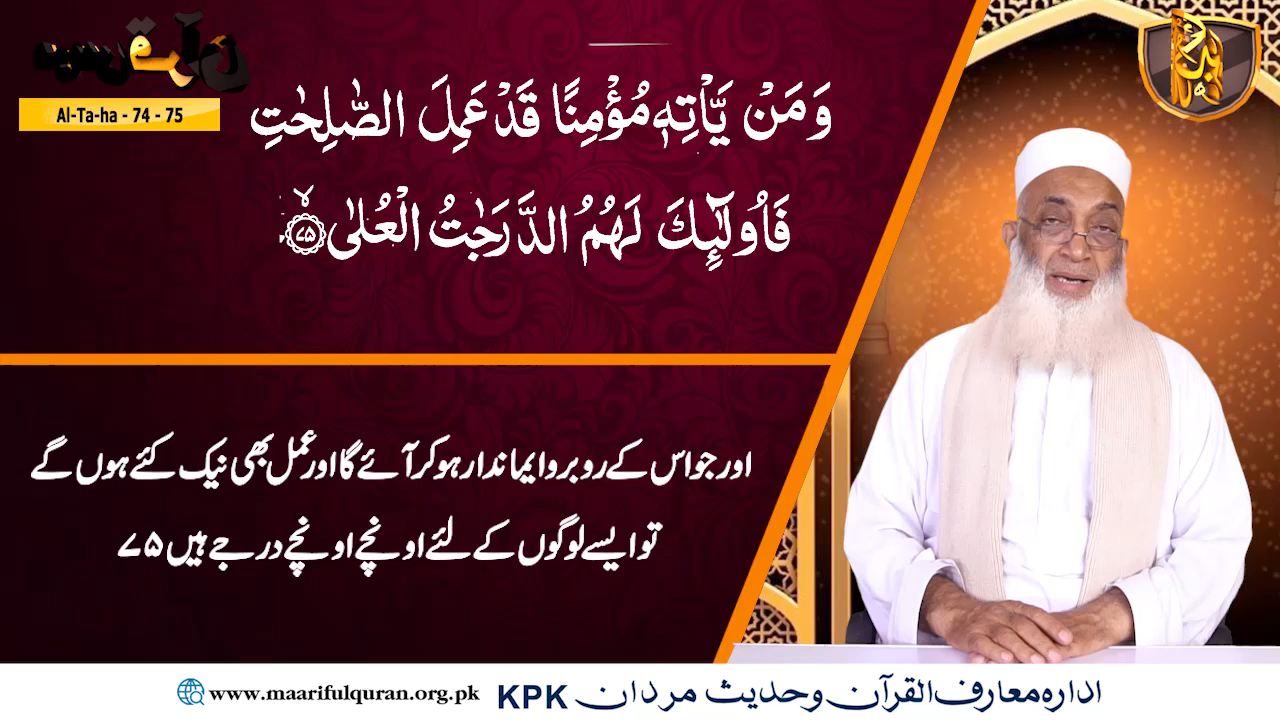 Al-Ta-ha - 74 - 75
وَمَنْ يَّاْتِهٖ مُؤْمِنًا قَدْ عَمِلَ الصّٰلِحٰتِ
فَاُولٰٓئِكَ لَهُمُ الدَّرَجٰتُ الْعُلٰى ۙ۷۵
اور جو اس کے روبرو ایماندار ہو کر آئے گا اور عمل بھی نیک کئے ہوں گے
تو ایسے لوگوں کے لئے اونچے اونچے درجے ہیں ۷۵
ادارہ معارف القرآن وحدیث مردان KPK www.maarifulquran.org.pk